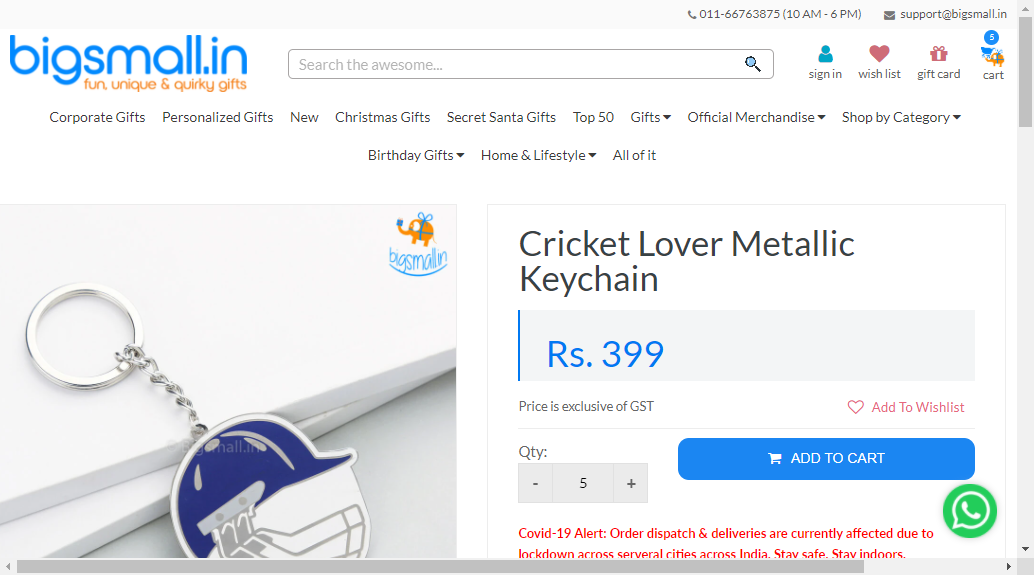 011-66763875 (10 AM - 6 PM) support@bigsmall.in
bigsmall.in
fun, unique & quirky gifts
Search the awesome...
sign in
wish list
gift card
5
cart
Corporate Gifts Personalized Gifts New Christmas Gifts Secret Santa Gifts Top 50 Gifts Official Merchandise Shop by Category
Birthday Gifts Home & Lifestyle All of it
bigsmall.in
bigsmall.in
Cricket Lover Metallic
Keychain
Rs. 399
Price is exclusive of GST
Add To Wishlist
Qty:
- 5 +
ADD TO CART
Covid-19 Alert: Order dispatch & deliveries are currently affected due to
lockdown across serveral cities across India. Stay safe. Stay indoors.